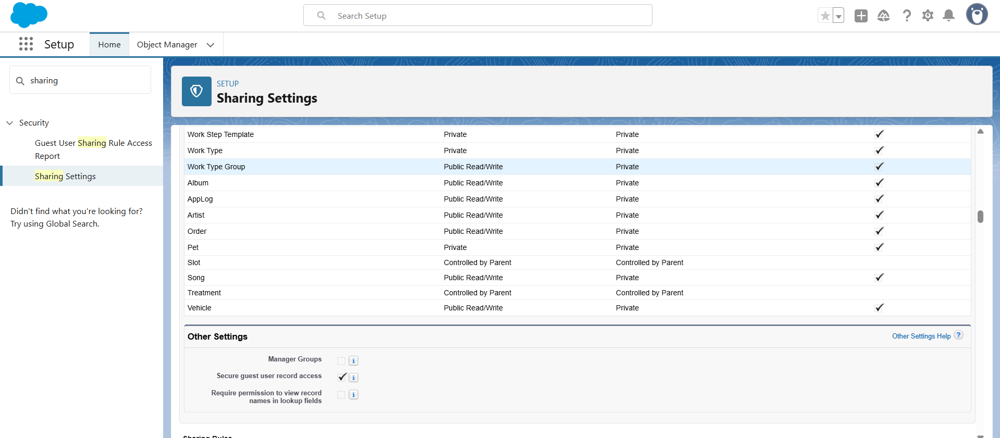 Search Setup
Setup
Home
Object Manager
sharing
Security
Guest User Sharing Rule Access
Report
Sharing Settings
Didn't find what you're looking for?
Try using Global Search.
SETUP
Sharing Settings
Work Step Template Private Private
Work Type Private Private
Work Type Group Public Read/Write Private
Album Public Read/Write Private
AppLog Public Read/Write Private
Artist Public Read/Write Private
Order Public Read/Write Private
Pet Private Private
Slot Controlled by Parent Controlled by Parent
Song Public Read/Write Private
Treatment Controlled by Parent Controlled by Parent
Vehicle Public Read/Write Private
Other Settings
Other Settings Help ?
Manager Groups i
Secure guest user record access i
Require permission to view record i
names in lookup fields
Sharing Rules